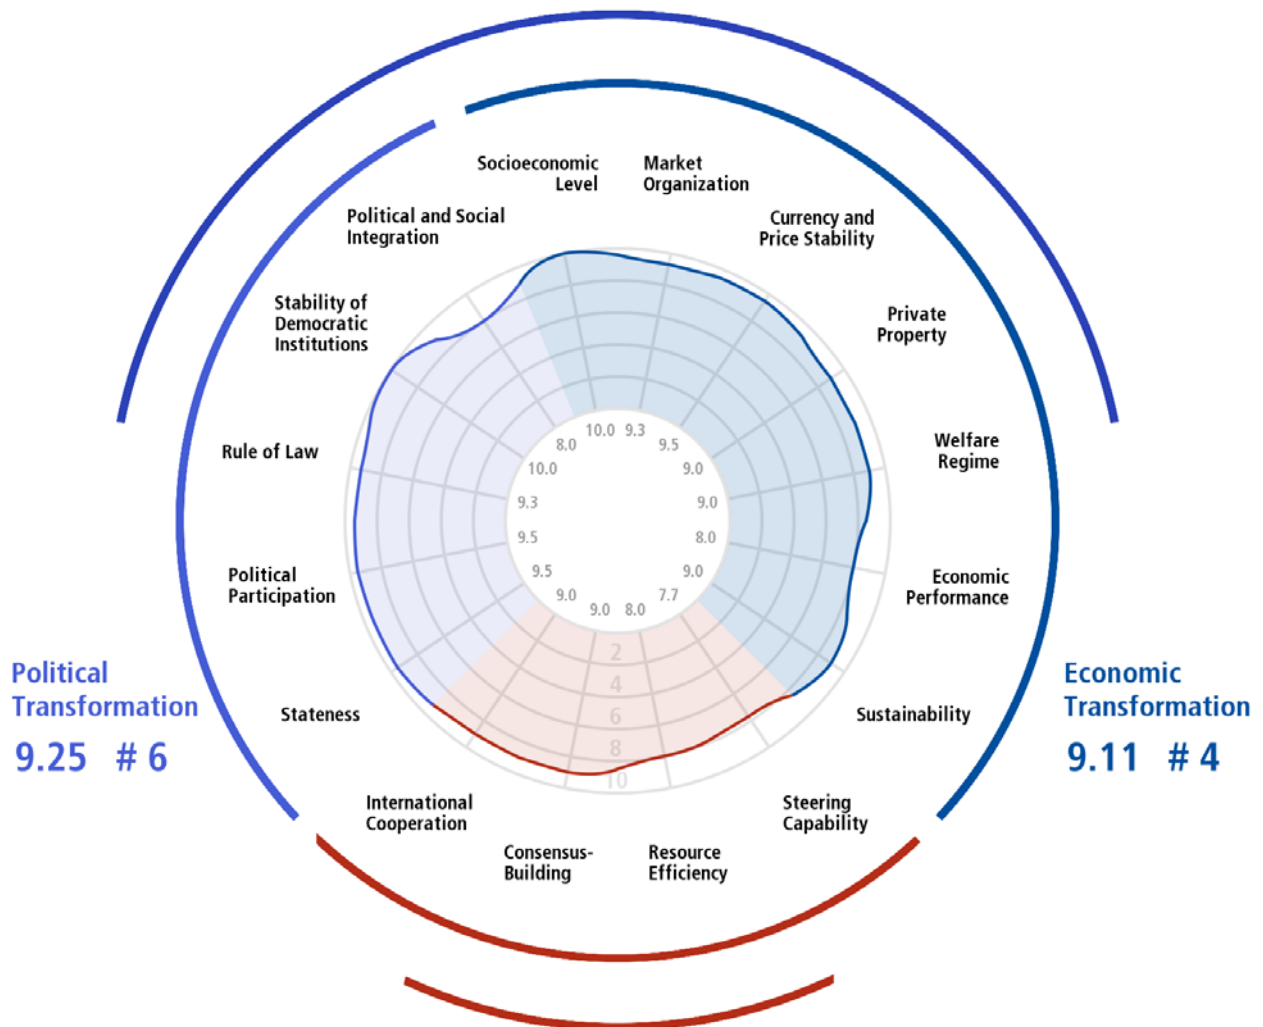 Socioeconomic
Level
Market
Organization
Political and Social
Integration
Currency and
Price Stability
Stability of
Democratic
Institutions
Private
Property
Rule of Law
Welfare
Regime
Political
Participation
Economic
Performance
Stateness
Sustainability
International
Cooperation
Steering
Capability
Consensus-
Building
Resource
Efficiency
10.0 9.3
8.0 9.5
10.0 9.0
9.3 9.0
9.5 8.0
9.5 9.0
9.0 7.7
9.0 8.0
2
4
6
8
10
Political
Transformation
9.25 # 6
Economic
Transformation
9.11 # 4